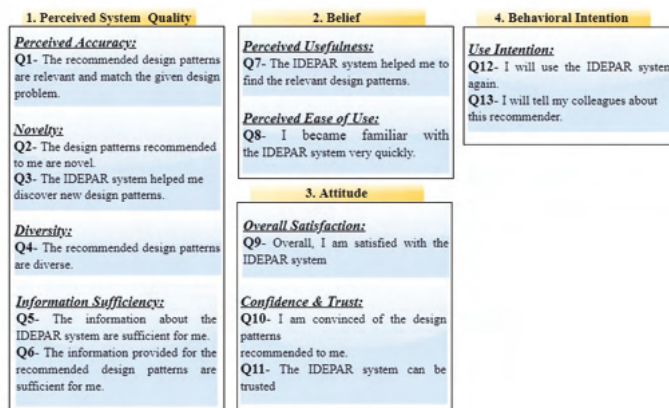 1. Perceived System Quality
Perceived Accuracy:
Q1- The recommended design patterns
are relevant and match the given design
problem.
Novelty:
Q2- The design patterns recommended
to me are novel.
Q3- The IDEPAR system helped me
discover new design patterns.
Diversity:
Q4- The recommended design patterns
are diverse.
Information Sufficiency:
Q5- The information about the
IDEPAR system are sufficient for me.
Q6- The information provided for the
recommended design patterns are
sufficient for me.
2. Belief
Perceived Usefulness:
Q7- The IDEPAR system helped me to
find the relevant design patterns.
Perceived Ease of Use:
Q8- I became familiar with
the IDEPAR system very quickly.
3. Attitude
Overall Satisfaction:
Q9- Overall, I am satisfied with the
IDEPAR system
Confidence & Trust:
Q10- I am convinced of the design
patterns
recommended to me.
Q11- The IDEPAR system can be
trusted
4. Behavioral Intention
Use Intention:
Q12- I will use the IDEPAR system
again.
Q13- I will tell my colleagues about
this recommender.